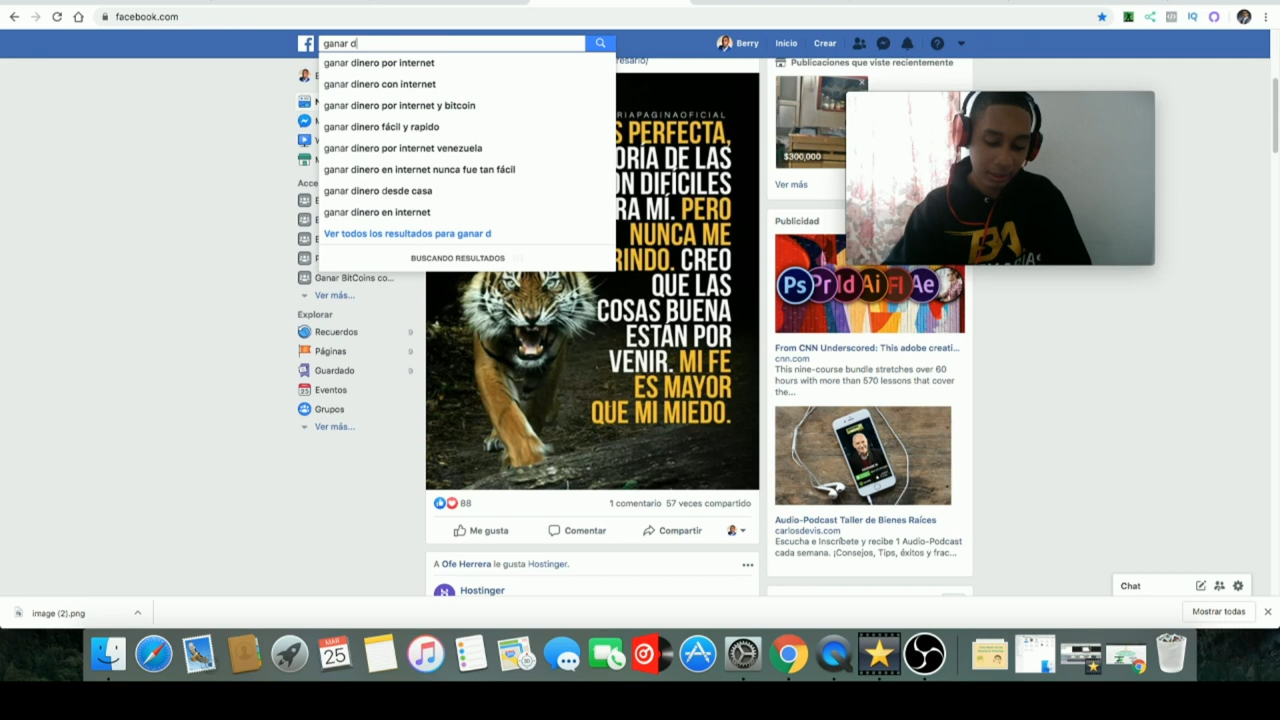 facebook.com
IQ
ganar d
Berry
Inicio
Crear
ganar dinero por internet
ganar dinero con internet
ganar dinero por internet y bitcoin
ganar dinero fácil y rapido
ganar dinero por internet venezuela
ganar dinero en internet nunca fue tan fácil
ganar dinero desde casa
ganar dinero en internet
Ver todos los resultados para ganar d
BUSCANDO RESULTADOS
Ganar BitCoins co...
Ver más...
Explorar
Recuerdos 9
Páginas 9
Guardado 9
Eventos
Grupos
Ver más...
PERFECTA,
DE LAS
DIFÍCILES
MÍ. PERO
NUNCA ME
CREO
QUE LAS
COSAS BUENA
ESTÁN POR
VENIR. MI FE
ES MAYOR
QUE MI MIEDO.
88
1 comentario 57 veces compartido
Me gusta
Comentar
Compartir
A Ofe Herrera le gusta Hostinger.
Hostinger
Publicaciones que viste recientemente
$300,000
Ver más
Publicidad
Ps Pr Id Ai Fl Ae
From CNN Underscored: This adobe creati...
cnn.com
This nine-course bundle stretches over 60
hours with more than 570 lessons that cover
the...
Audio-Podcast Taller de Bienes Raíces
carlosdevis.com
Escucha e Inscríbete y recibe 1 Audio-Podcast
cada semana. ¡Consejos, Tips, éxitos y frac...
Chat
image (2).png
Mostrar todas
MAR
25